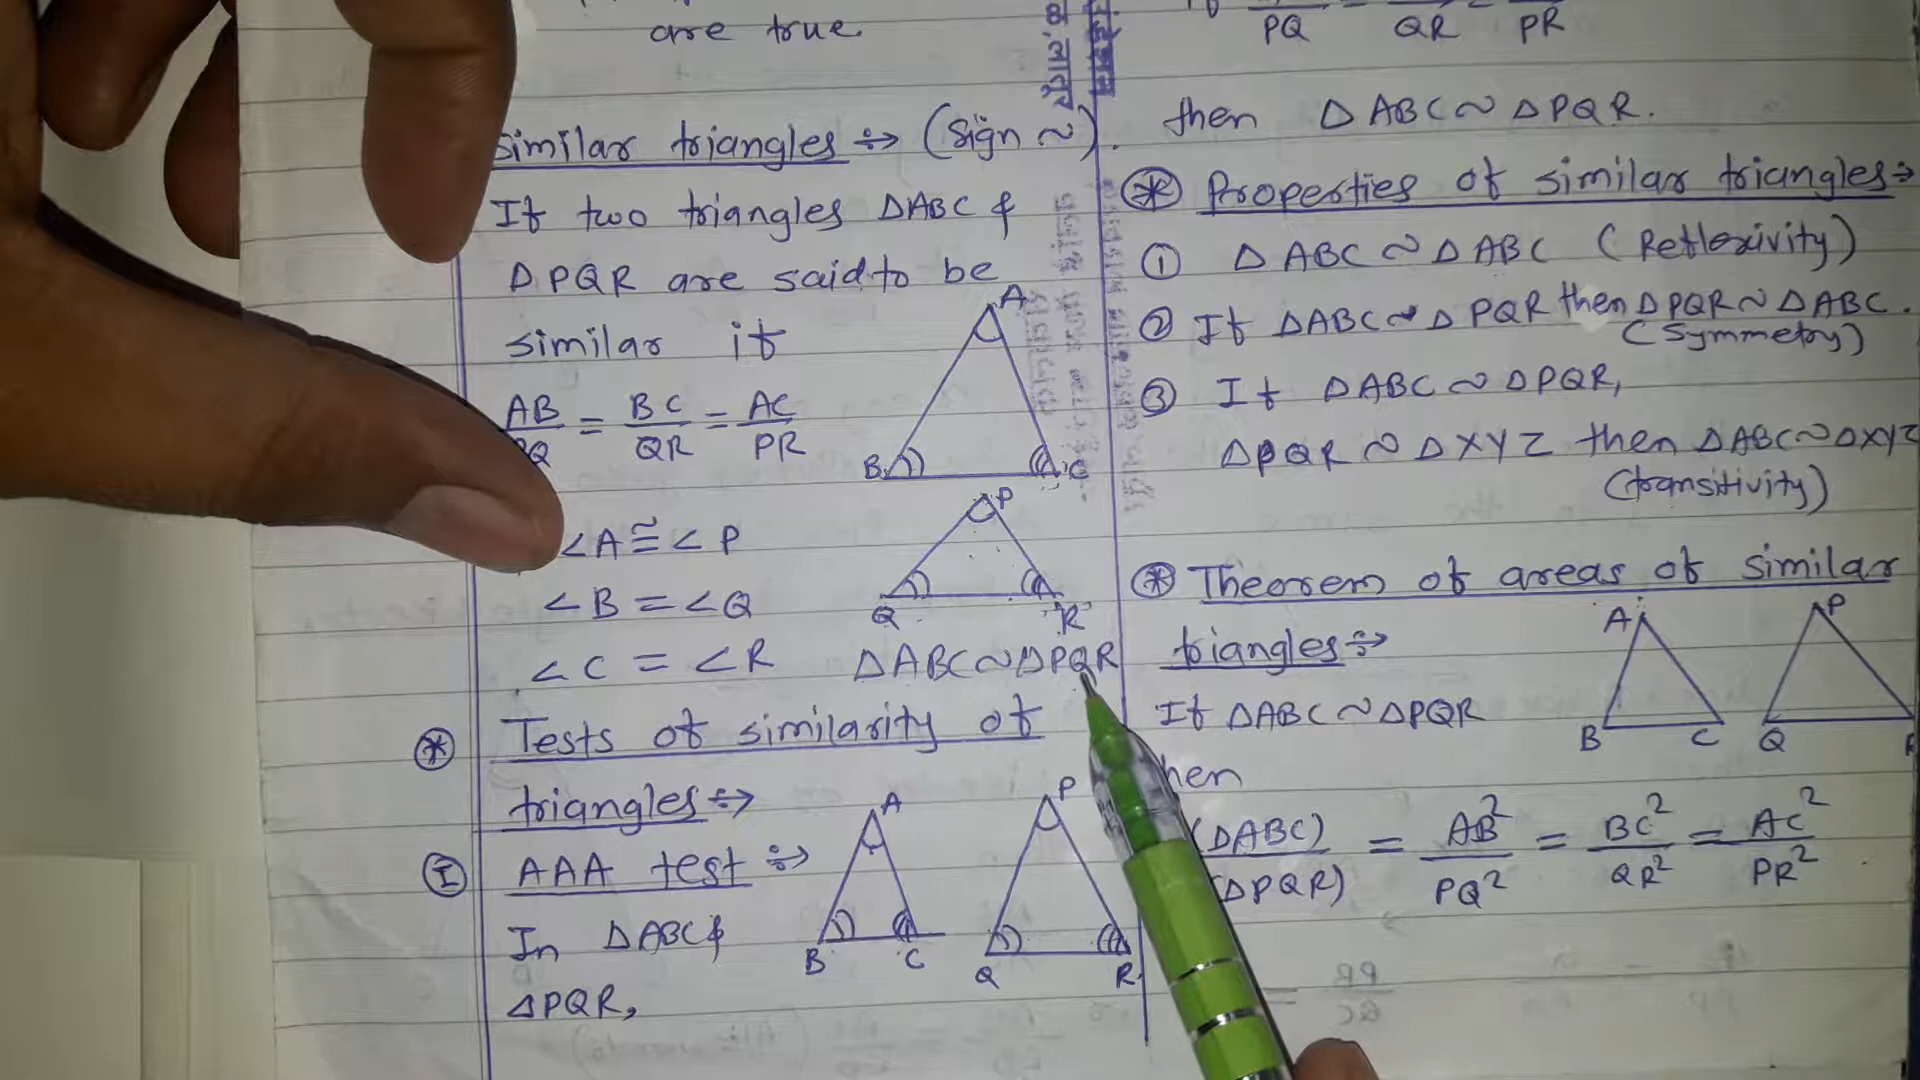 are true
Similar triangles ÷> (Sign ~).
If two triangles ΔABC &
ΔPQR are said to be
similar if
AB/PQ = BC/QR = AC/PR
A
B C
∠A ≅ ∠P
∠B = ∠Q
∠C = ∠R
P
Q R
ΔABC ~ ΔPQR
⊛ Tests of similarity of
triangles ÷>
Ⓘ AAA test ÷>
In ΔABC &
ΔPQR,
A
B C
P
Q R
PQ QR PR
then ΔABC ~ ΔPQR.
⊛ Properties of similar triangles ÷>
① ΔABC ~ ΔABC (Reflexivity)
② If ΔABC ~ ΔPQR then ΔPQR ~ ΔABC.
(Symmetry)
③ If ΔABC ~ ΔPQR,
ΔPQR ~ ΔXYZ then ΔABC ~ ΔXYZ
(transitivity)
⊛ Theorem of areas of similar
triangles ÷>
A
B C
P
Q
If ΔABC ~ ΔPQR
hen
(ΔABC)/(ΔPQR) = AB²/PQ² = BC²/QR² = AC²/PR²